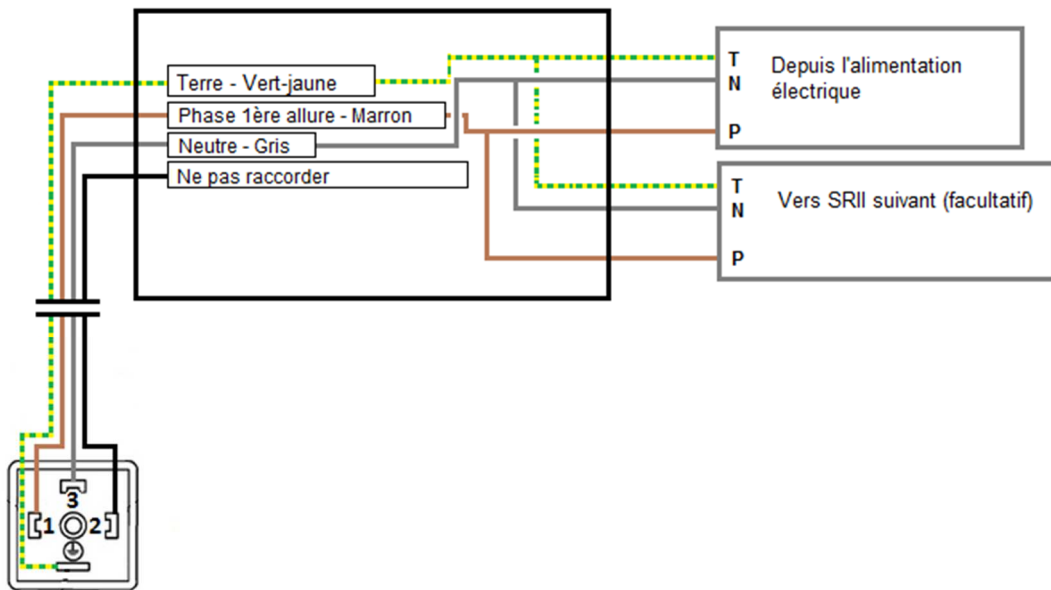 Terre - Vert-jaune
Phase 1ère allure - Marron
Neutre - Gris
Ne pas raccorder
T
N
P
Depuis l'alimentation
électrique
T
N
P
Vers SRII suivant (facultatif)
3
1
2